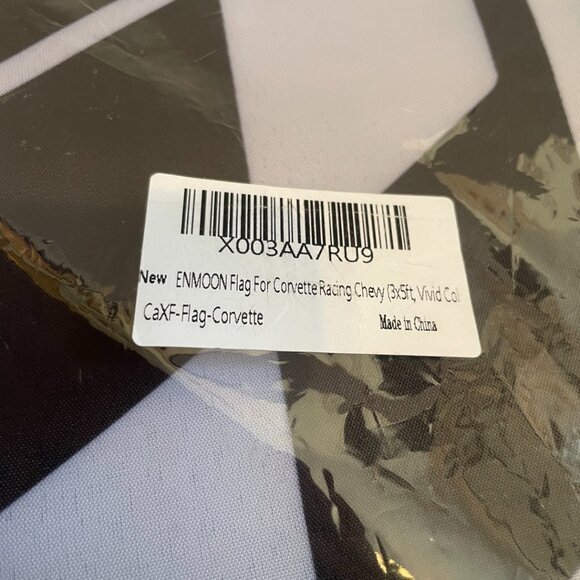 X003AA7RU9
New ENMOON Flag For Corvette Racing Chevy (3x5ft, Vivid Col
CaXF-Flag-Corvette Made in China